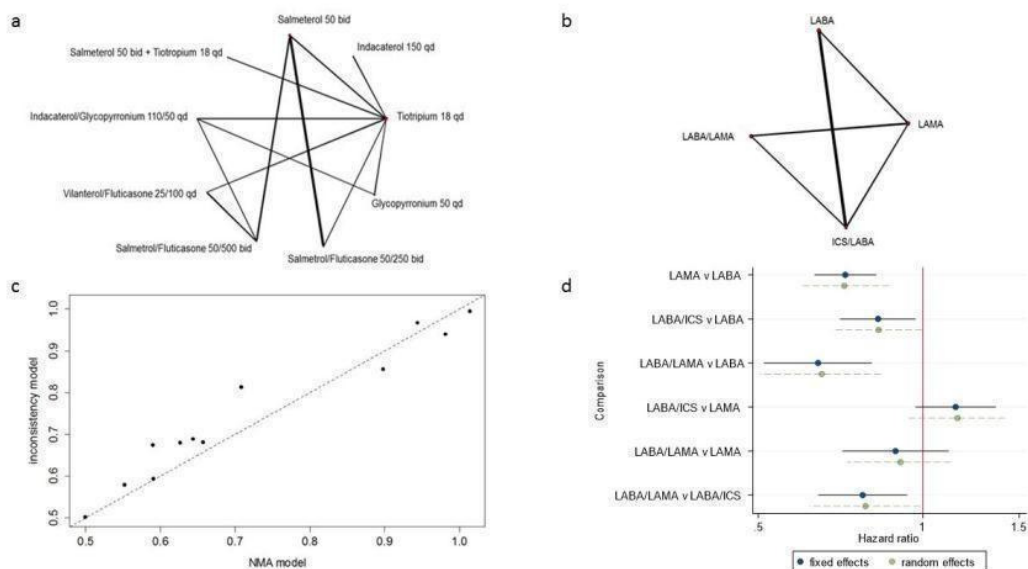 a
Salmeterol 50 bid
Indacaterol 150 qd
Salmeterol 50 bid + Tiotropium 18 qd
Indacaterol/Glycopyrronium 110/50 qd
Tiotripium 18 qd
Vilanterol/Fluticasone 25/100 qd
Glycopyrronium 50 qd
Salmetrol/Fluticasone 50/500 bid
Salmetrol/Fluticasone 50/250 bid
b
LABA
LAMA
LABA/LAMA
ICS/LABA
c
inconsistency model
1.0
0.9
0.8
0.7
0.6
0.5
0.5 0.6 0.7 0.8 0.9 1.0
NMA model
d
Comparison
LAMA v LABA
LABA/ICS v LABA
LABA/LAMA v LABA
LABA/ICS v LAMA
LABA/LAMA v LAMA
LABA/LAMA v LABA/ICS
.5 1 1.5
Hazard ratio
fixed effects random effects